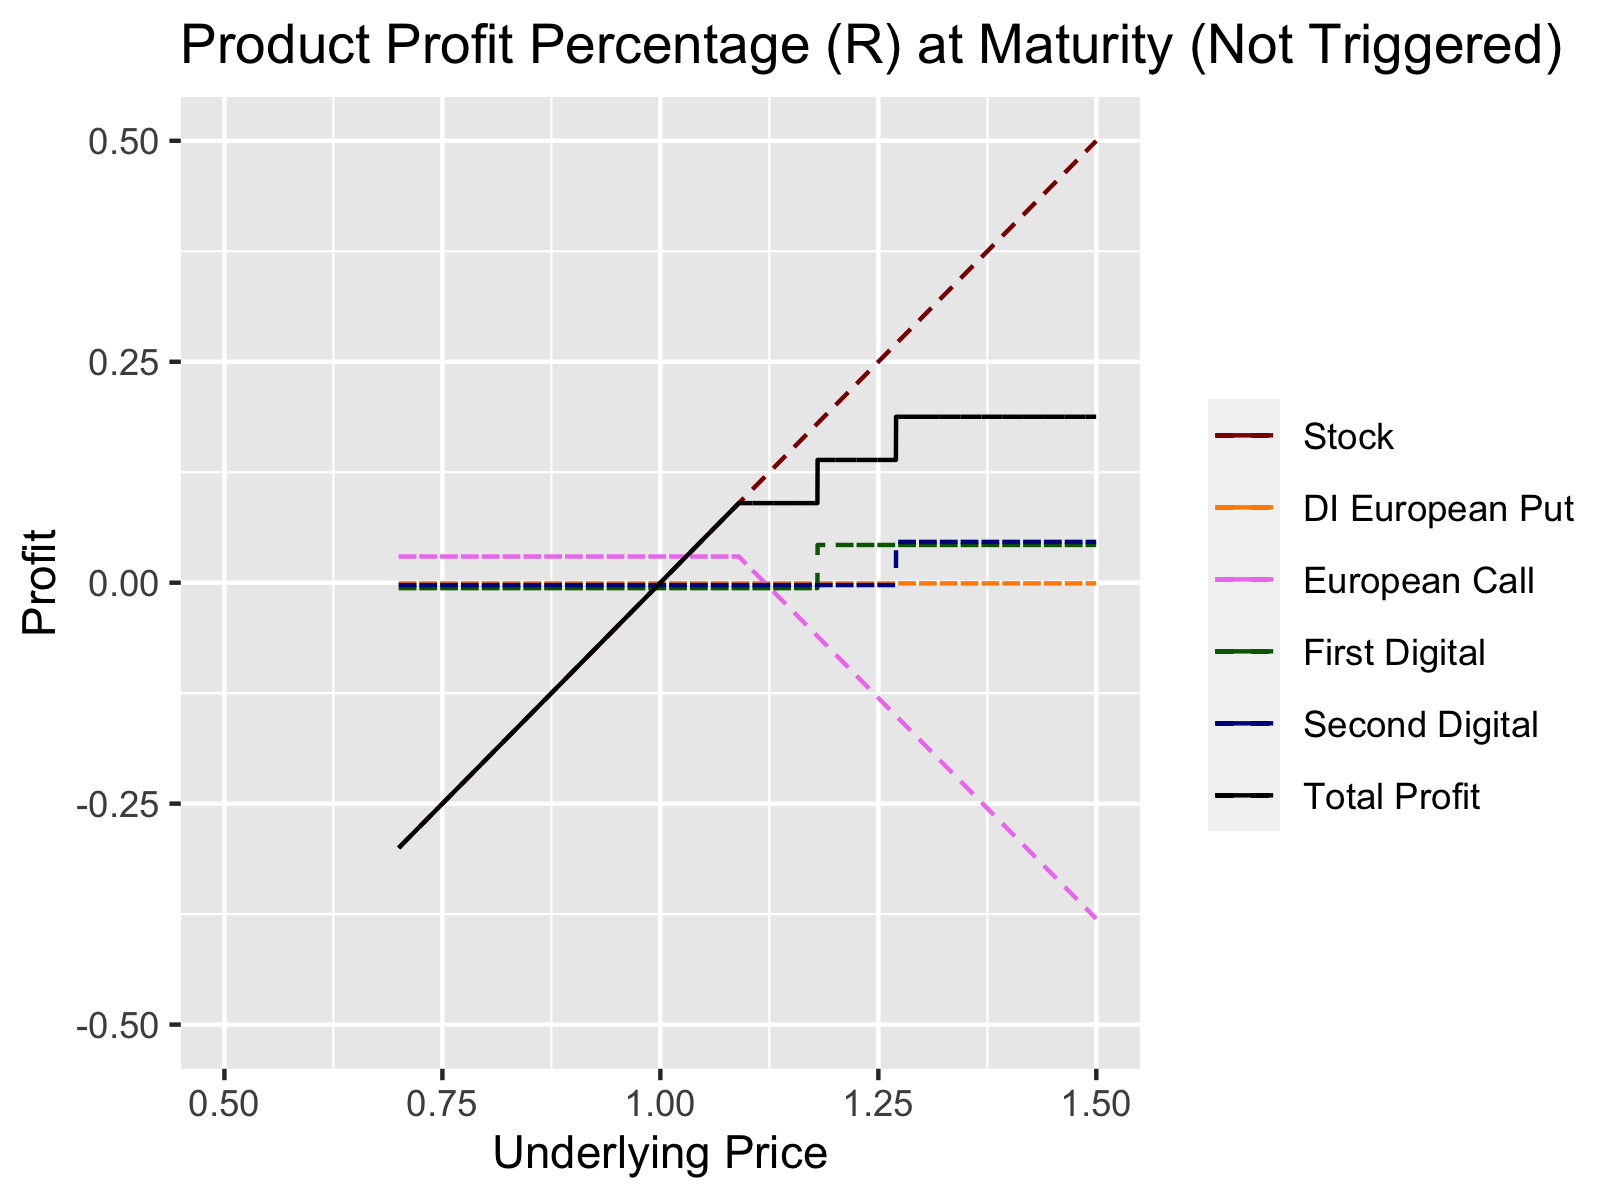 Product Profit Percentage (R) at Maturity (Not Triggered)
0.50
0.25
0.00
-0.25
-0.50
Profit
0.50
0.75
1.00
1.25
1.50
Underlying Price
Stock
DI European Put
European Call
First Digital
Second Digital
Total Profit